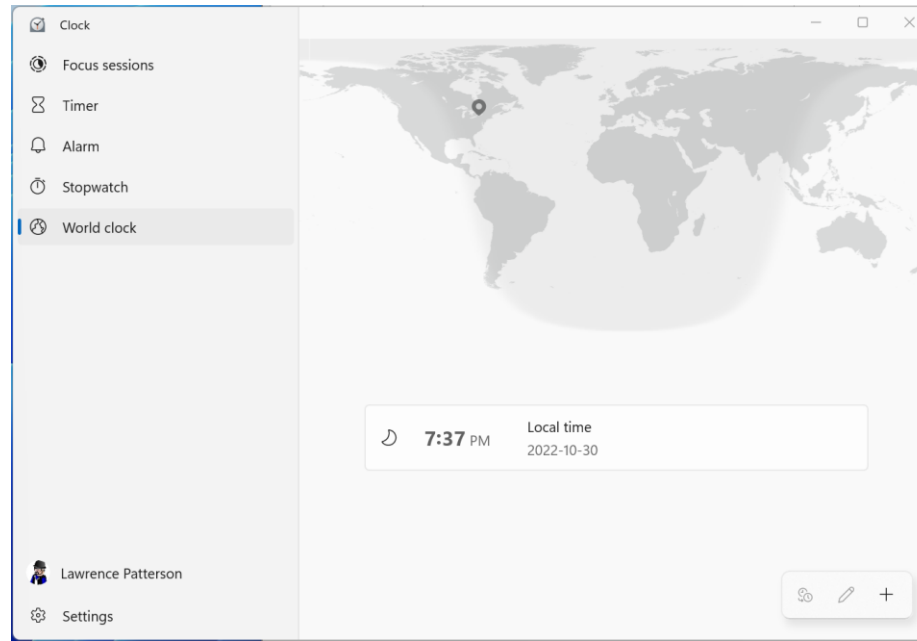 Clock
Focus sessions
Timer
Alarm
Stopwatch
World clock
7:37 PM
Local time
2022-10-30
Lawrence Patterson
Settings